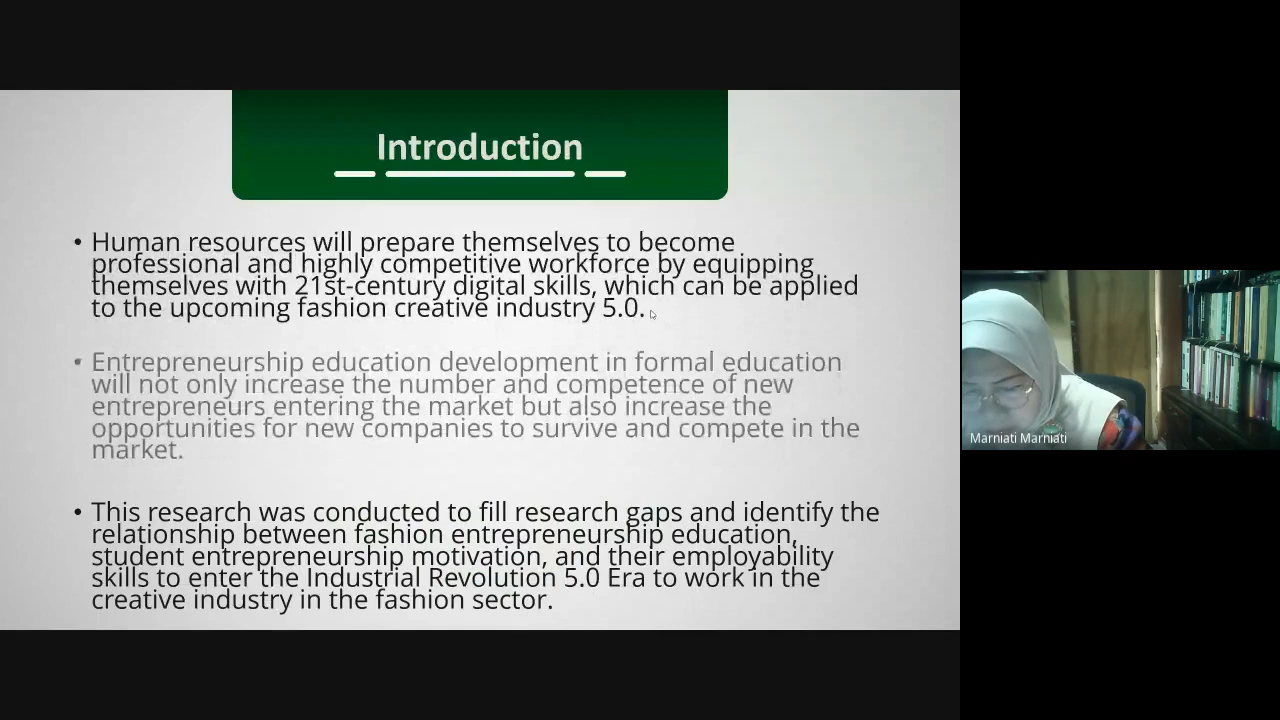 Introduction
• Human resources will prepare themselves to become
professional and highly competitive workforce by equipping
themselves with 21st-century digital skills, which can be applied
to the upcoming fashion creative industry 5.0.
• Entrepreneurship education development in formal education
will not only increase the number and competence of new
entrepreneurs entering the market but also increase the
opportunities for new companies to survive and compete in the
market.
• This research was conducted to fill research gaps and identify the
relationship between fashion entrepreneurship education,
student entrepreneurship motivation, and their employability
skills to enter the Industrial Revolution 5.0 Era to work in the
creative industry in the fashion sector.
Marniati Marniati